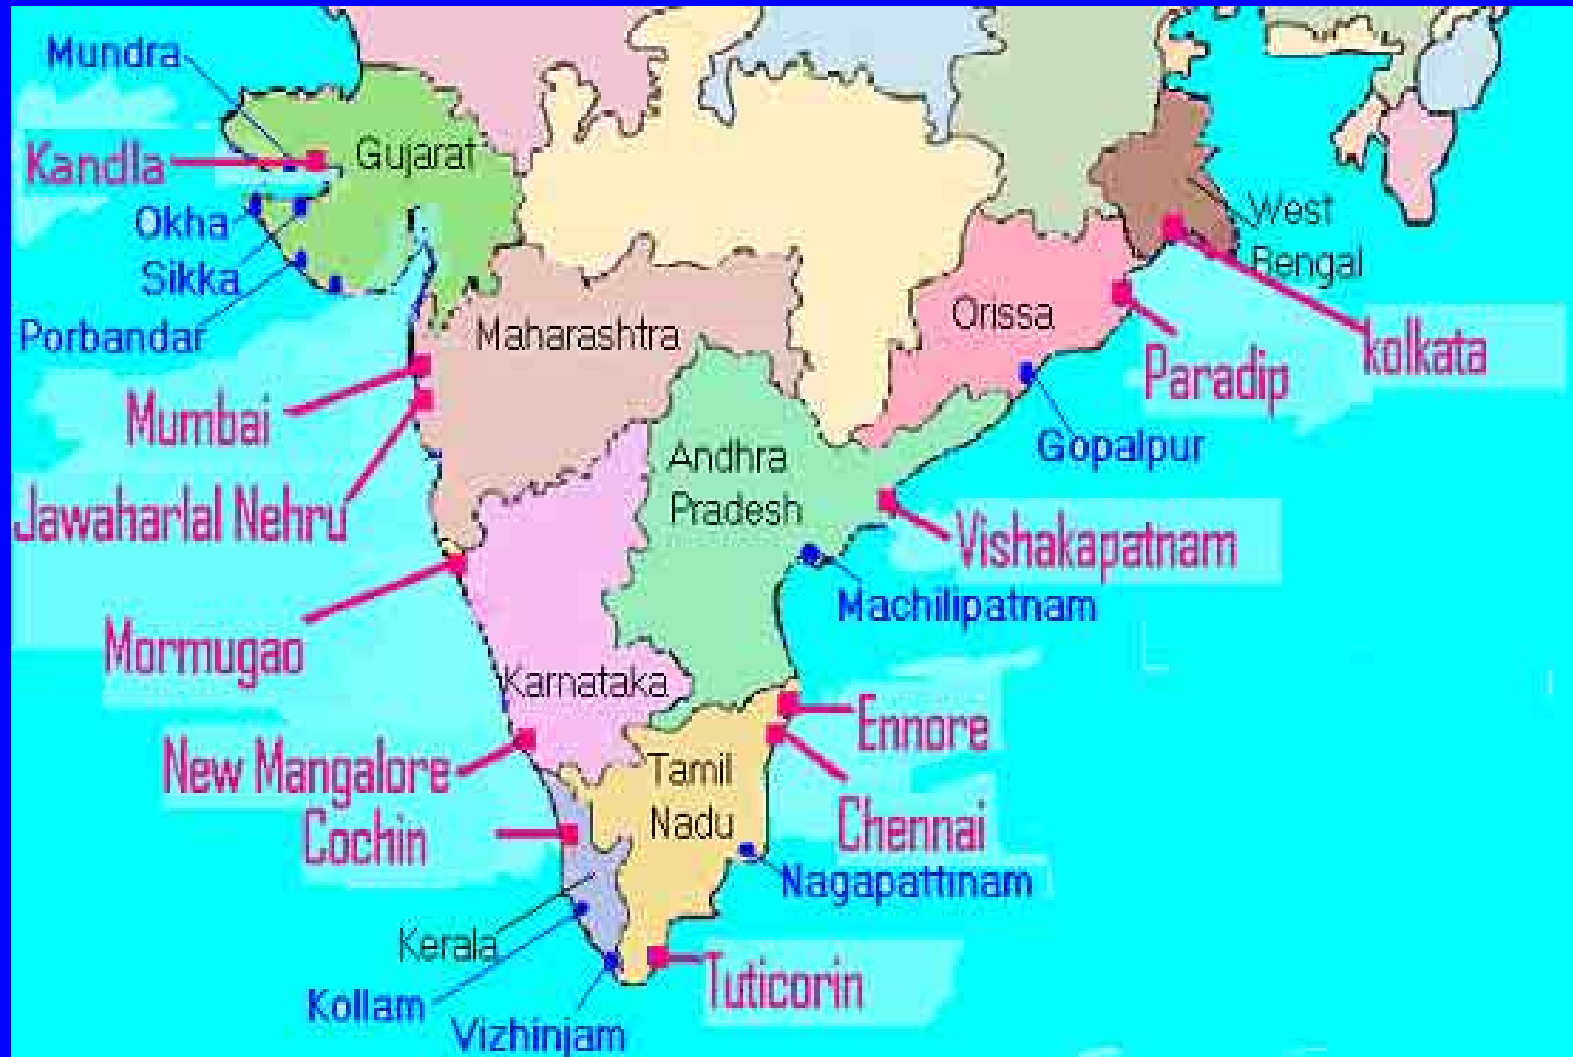 Mundra
Kandla
Gujarat
Okha
Sikka
Porbandar
West
Bengal
Maharashtra
Orissa
kolkata
Paradip
Mumbai
Gopalpur
Andhra
Pradesh
Jawaharlal Nehru
Vishakapatnam
Machilipatnam
Mormugao
Karnataka
Ennore
New Mangalore
Tamil
Nadu
Chennai
Cochin
Nagapattinam
Kerala
Tuticorin
Kollam
Vizhinjam